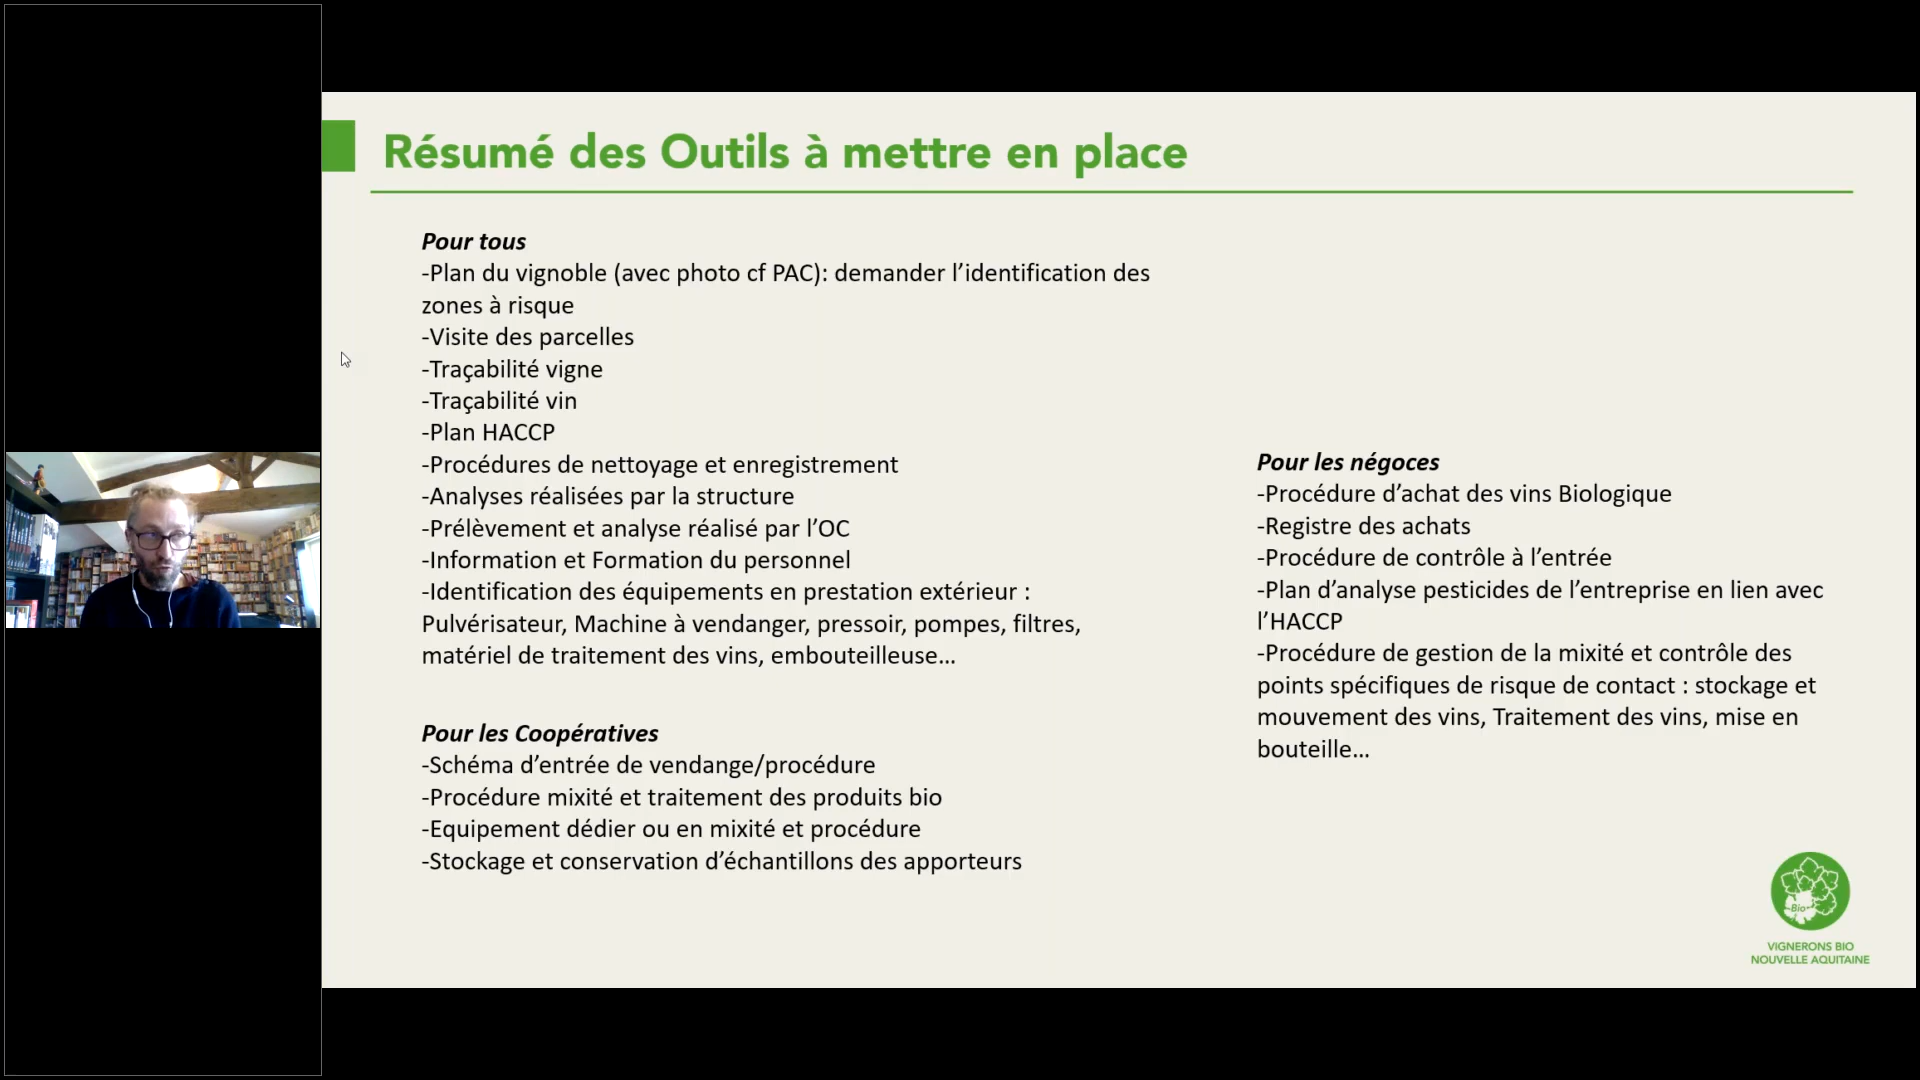 Résumé des Outils à mettre en place
Pour tous
-Plan du vignoble (avec photo cf PAC): demander l’identification des
zones à risque
-Visite des parcelles
-Traçabilité vigne
-Traçabilité vin
-Plan HACCP
-Procédures de nettoyage et enregistrement
-Analyses réalisées par la structure
-Prélèvement et analyse réalisé par l’OC
-Information et Formation du personnel
-Identification des équipements en prestation extérieur :
Pulvérisateur, Machine à vendanger, pressoir, pompes, filtres,
matériel de traitement des vins, embouteilleuse…
Pour les Coopératives
-Schéma d’entrée de vendange/procédure
-Procédure mixité et traitement des produits bio
-Equipement dédier ou en mixité et procédure
-Stockage et conservation d’échantillons des apporteurs
Pour les négoces
-Procédure d’achat des vins Biologique
-Registre des achats
-Procédure de contrôle à l’entrée
-Plan d’analyse pesticides de l’entreprise en lien avec
l’HACCP
-Procédure de gestion de la mixité et contrôle des
points spécifiques de risque de contact : stockage et
mouvement des vins, Traitement des vins, mise en
bouteille…
Bio
VIGNERONS BIO
NOUVELLE AQUITAINE